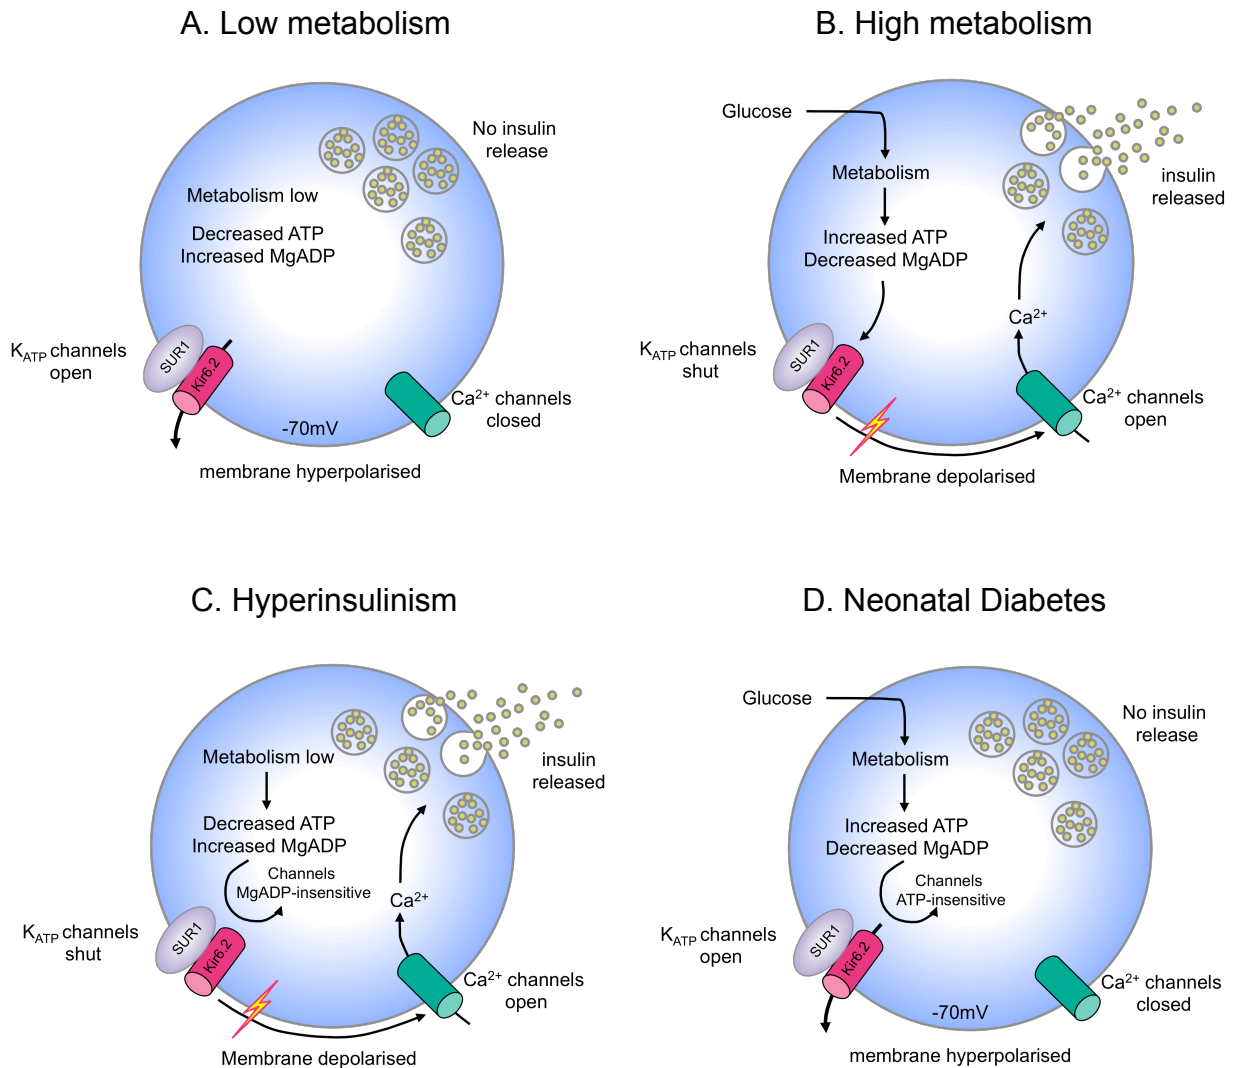 A. Low metabolism
No insulin
release
Metabolism low
Decreased ATP
Increased MgADP
KATP channels
open
SUR1
Kir6.2
Ca2+ channels
closed
-70mV
membrane hyperpolarised
B. High metabolism
Glucose
Metabolism
insulin
released
Increased ATP
Decreased MgADP
Ca2+
KATP channels
shut
SUR1
Kir6.2
Ca2+ channels
open
Membrane depolarised
C. Hyperinsulinism
insulin
released
Metabolism low
Decreased ATP
Increased MgADP
Channels
MgADP-insensitive
Ca2+
KATP channels
shut
SUR1
Kir6.2
Ca2+ channels
open
Membrane depolarised
D. Neonatal Diabetes
Glucose
No insulin
release
Metabolism
Increased ATP
Decreased MgADP
Channels
ATP-insensitive
KATP channels
open
SUR1
Kir6.2
Ca2+ channels
closed
-70mV
membrane hyperpolarised